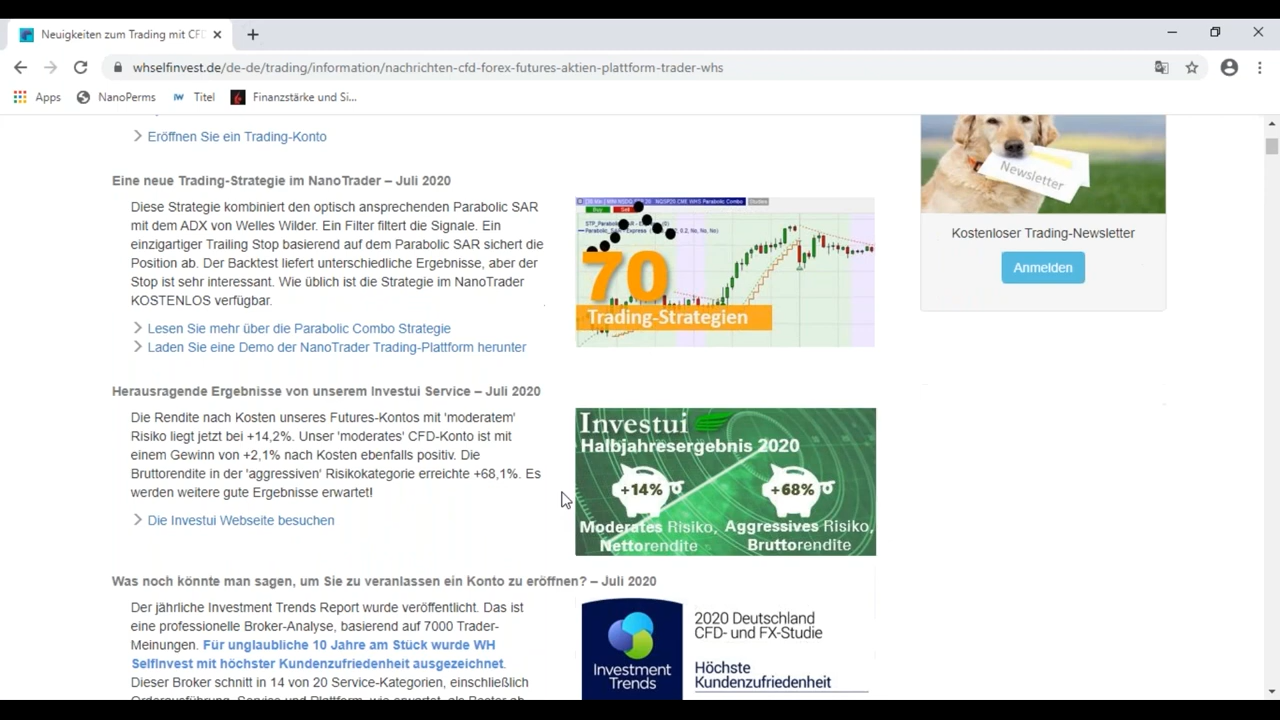 Neuigkeiten zum Trading mit CFD
whselfinvest.de/de-de/trading/information/nachrichten-cfd-forex-futures-aktien-plattform-trader-whs
Apps
NanoPerms
Titel
Finanzstärke und Si...
Eröffnen Sie ein Trading-Konto
Eine neue Trading-Strategie im NanoTrader – Juli 2020
Diese Strategie kombiniert den optisch ansprechenden Parabolic SAR
mit dem ADX von Welles Wilder. Ein Filter filtert die Signale. Ein
einzigartiger Trailing Stop basierend auf dem Parabolic SAR sichert die
Position ab. Der Backtest liefert unterschiedliche Ergebnisse, aber der
Stop ist sehr interessant. Wie üblich ist die Strategie im NanoTrader
KOSTENLOS verfügbar.
Lesen Sie mehr über die Parabolic Combo Strategie
Laden Sie eine Demo der NanoTrader Trading-Plattform herunter
Buy
Sell
70
Trading-Strategien
Newsletter
Kostenloser Trading-Newsletter
Anmelden
Herausragende Ergebnisse von unserem Investui Service – Juli 2020
Die Rendite nach Kosten unseres Futures-Kontos mit 'moderatem'
Risiko liegt jetzt bei +14,2%. Unser 'moderates' CFD-Konto ist mit
einem Gewinn von +2,1% nach Kosten ebenfalls positiv. Die
Bruttorendite in der 'aggressiven' Risikokategorie erreichte +68,1%. Es
werden weitere gute Ergebnisse erwartet!
Die Investui Webseite besuchen
Investui
Halbjahresergebnis 2020
+14%
+68%
Moderates Risiko,
Nettorendite
Aggressives Risiko,
Bruttorendite
Was noch könnte man sagen, um Sie zu veranlassen ein Konto zu eröffnen? – Juli 2020
Der jährliche Investment Trends Report wurde veröffentlicht. Das ist
eine professionelle Broker-Analyse, basierend auf 7000 Trader-
Meinungen. Für unglaubliche 10 Jahre am Stück wurde WH
SelfInvest mit höchster Kundenzufriedenheit ausgezeichnet.
Dieser Broker schnitt in 14 von 20 Service-Kategorien, einschließlich
Investment
Trends
2020 Deutschland
CFD- und FX-Studie
Höchste
Kundenzufriedenheit